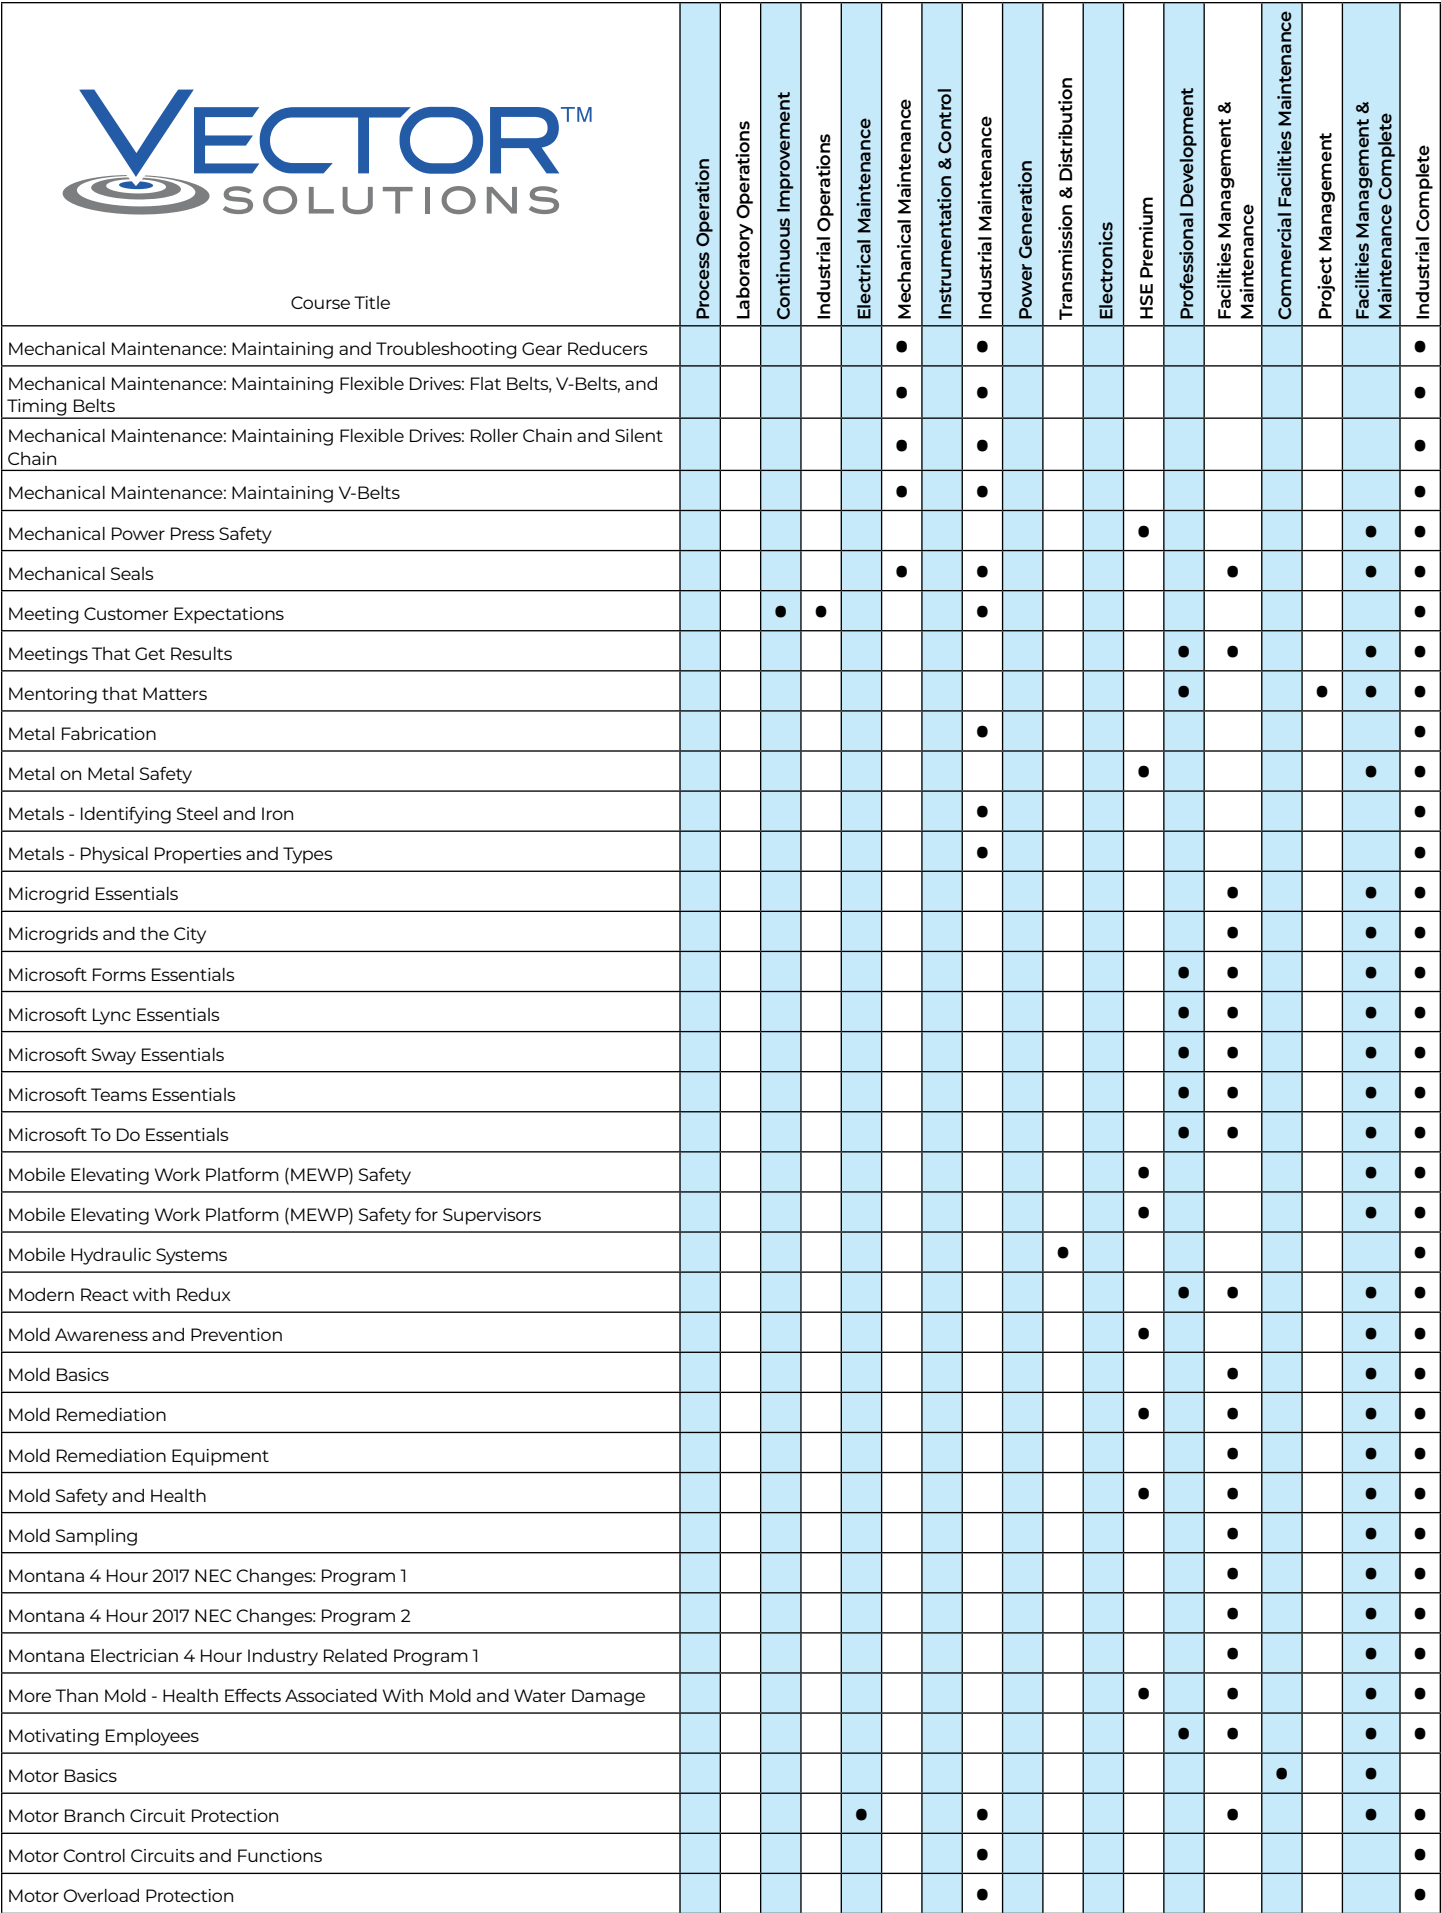 VECTOR™
SOLUTIONS
Course Title
Process Operation
Laboratory Operations
Continuous Improvement
Industrial Operations
Electrical Maintenance
Mechanical Maintenance
Instrumentation & Control
Industrial Maintenance
Power Generation
Transmission & Distribution
Electronics
HSE Premium
Professional Development
Facilities Management &
Maintenance
Commercial Facilities Maintenance
Project Management
Facilities Management &
Maintenance Complete
Industrial Complete
Mechanical Maintenance: Maintaining and Troubleshooting Gear Reducers
Mechanical Maintenance: Maintaining Flexible Drives: Flat Belts, V-Belts, and
Timing Belts
Mechanical Maintenance: Maintaining Flexible Drives: Roller Chain and Silent
Chain
Mechanical Maintenance: Maintaining V-Belts
Mechanical Power Press Safety
Mechanical Seals
Meeting Customer Expectations
Meetings That Get Results
Mentoring that Matters
Metal Fabrication
Metal on Metal Safety
Metals - Identifying Steel and Iron
Metals - Physical Properties and Types
Microgrid Essentials
Microgrids and the City
Microsoft Forms Essentials
Microsoft Lync Essentials
Microsoft Sway Essentials
Microsoft Teams Essentials
Microsoft To Do Essentials
Mobile Elevating Work Platform (MEWP) Safety
Mobile Elevating Work Platform (MEWP) Safety for Supervisors
Mobile Hydraulic Systems
Modern React with Redux
Mold Awareness and Prevention
Mold Basics
Mold Remediation
Mold Remediation Equipment
Mold Safety and Health
Mold Sampling
Montana 4 Hour 2017 NEC Changes: Program 1
Montana 4 Hour 2017 NEC Changes: Program 2
Montana Electrician 4 Hour Industry Related Program 1
More Than Mold - Health Effects Associated With Mold and Water Damage
Motivating Employees
Motor Basics
Motor Branch Circuit Protection
Motor Control Circuits and Functions
Motor Overload Protection